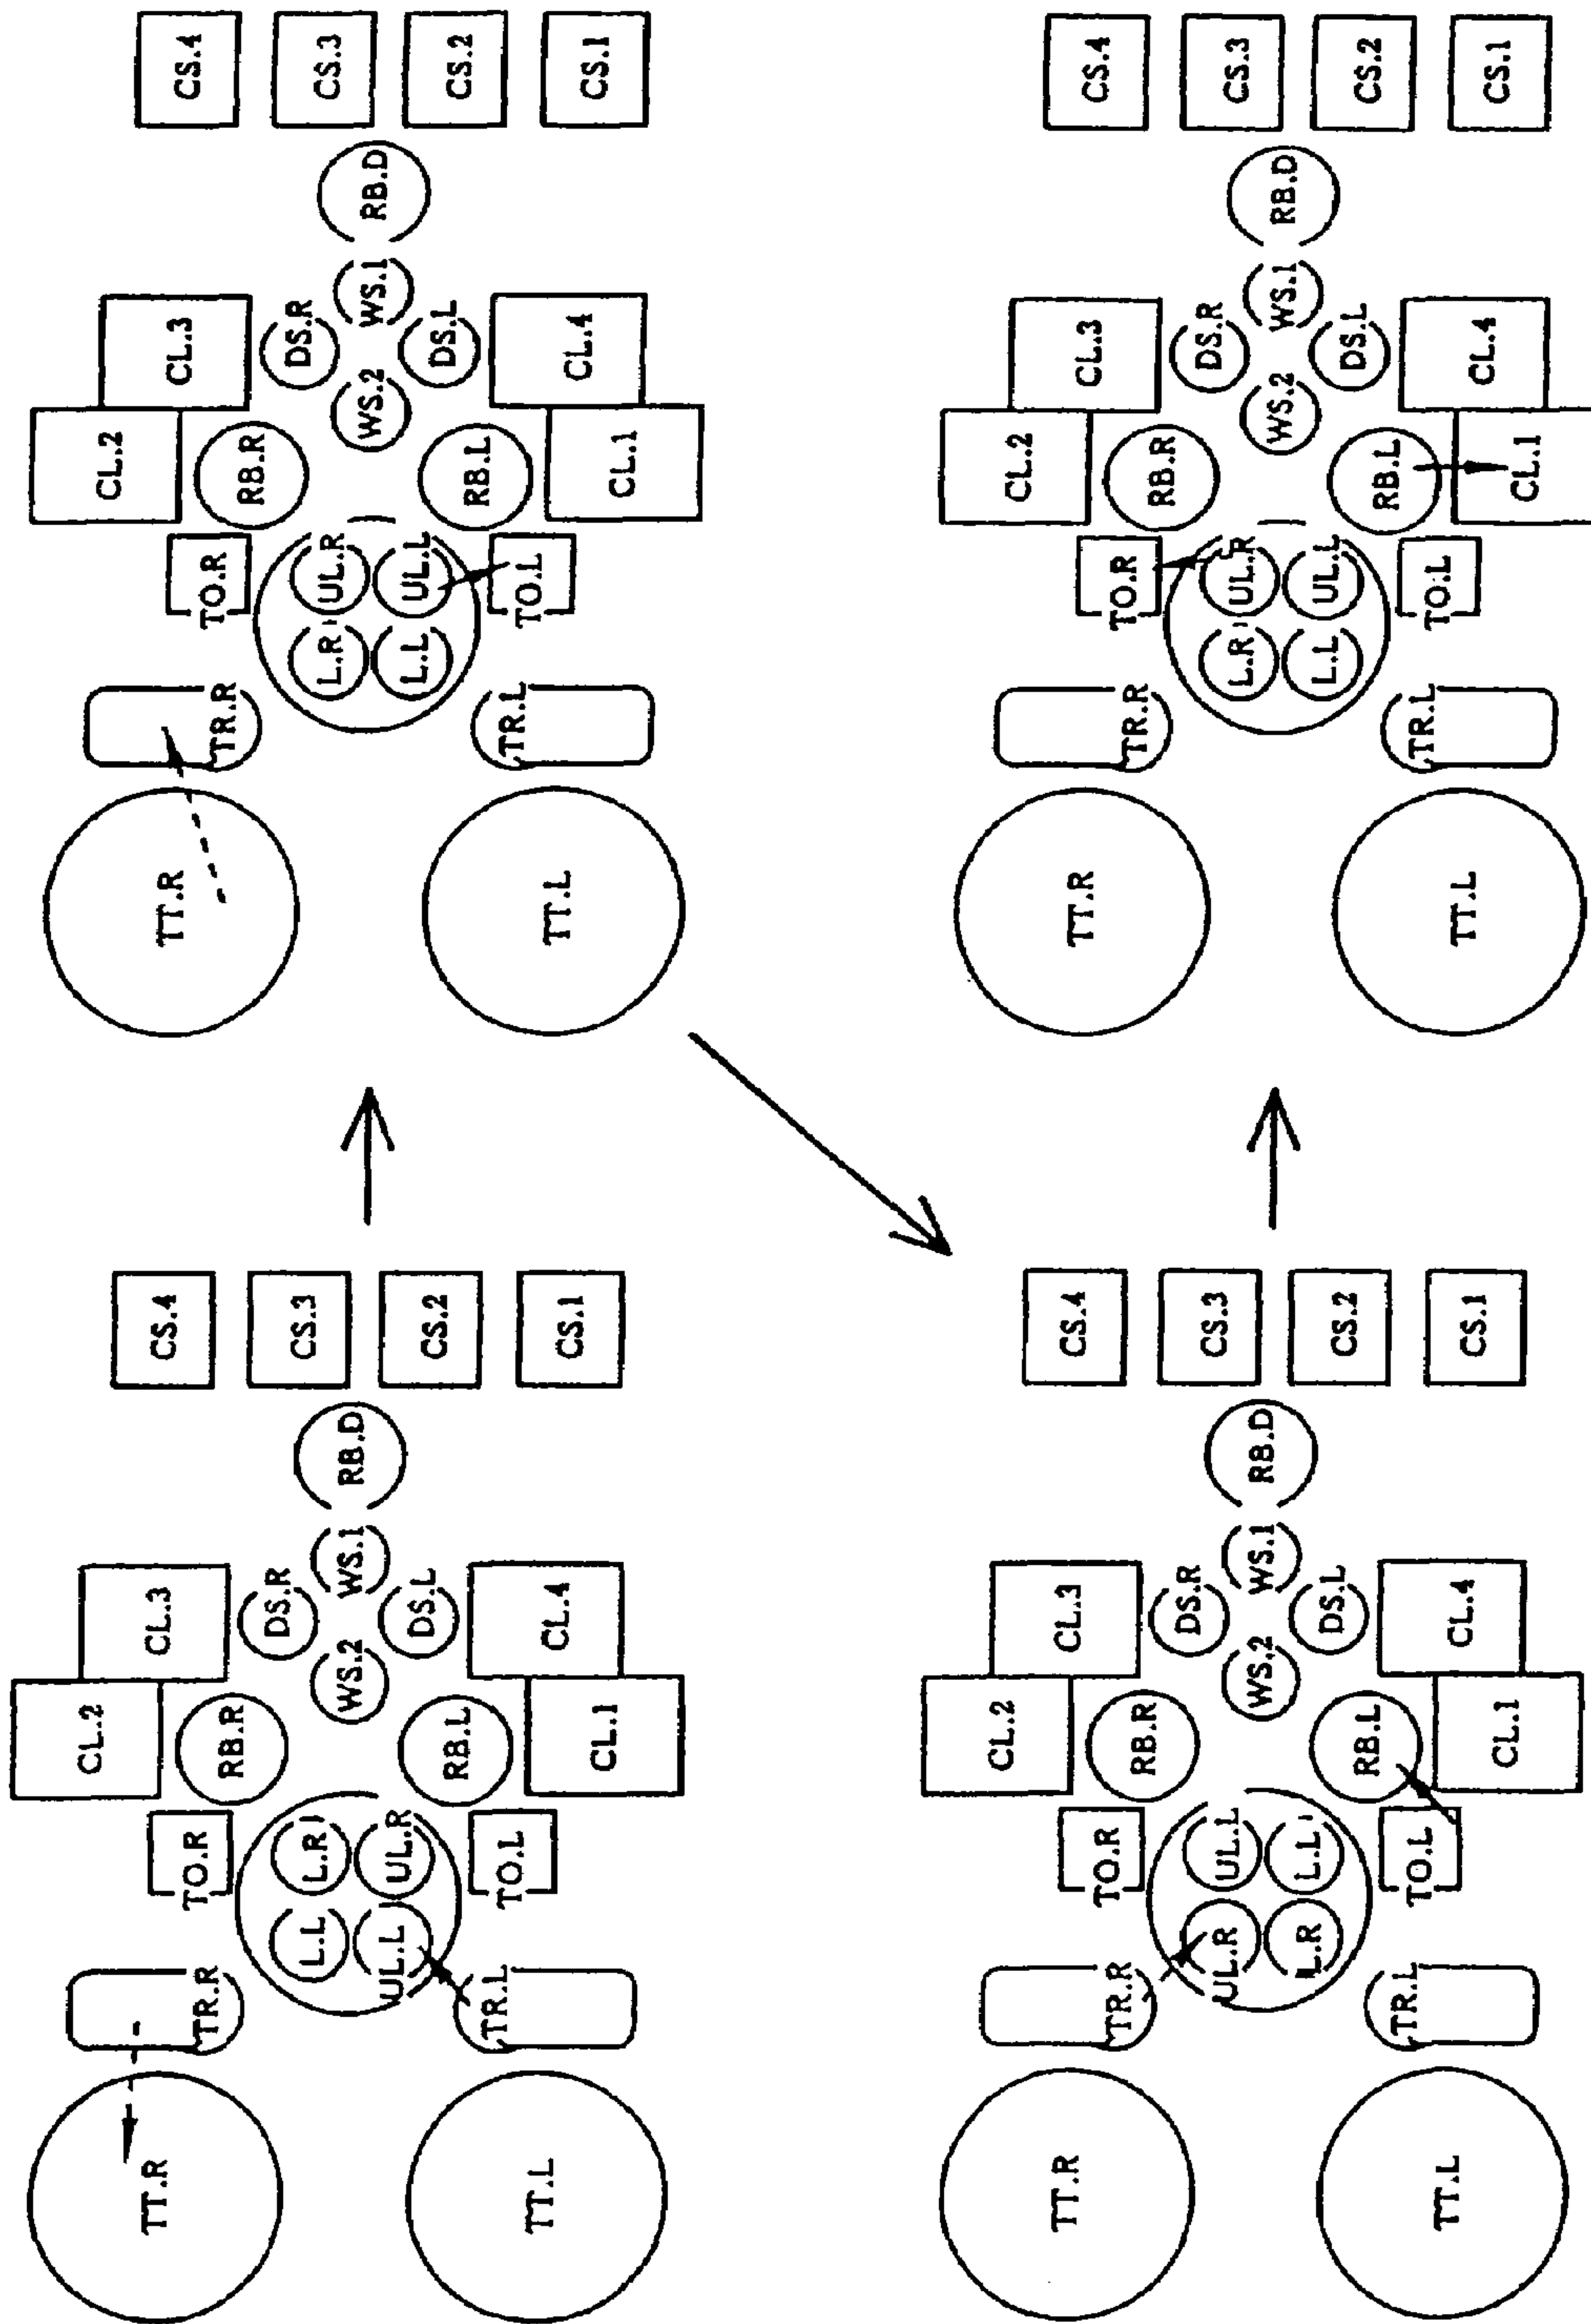 CL.2
CL.3
TT.R
TR.R
TO.R
RB.R
DS.R
CS.4
L.L
L.R
CS.3
WS.2
WS.1
RB.D
UL.L
UL.R
CS.2
RB.L
DS.L
TT.L
TR.L
TO.L
CL.1
CL.4
CS.1
CL.2
CL.3
TT.R
TR.R
TO.R
RB.R
DS.R
CS.4
L.R
UL.R
CS.3
WS.2
WS.1
RB.D
L.L
UL.L
CS.2
RB.L
DS.L
TT.L
TR.L
TO.L
CL.1
CL.4
CS.1
CL.2
CL.3
TT.R
TR.R
TO.R
RB.R
DS.R
CS.4
UL.R
UL.L
CS.3
WS.2
WS.1
RB.D
L.R
L.L
CS.2
RB.L
DS.L
TT.L
TR.L
TO.L
CL.1
CL.4
CS.1
CL.2
CL.3
TT.R
TR.R
TO.R
RB.R
DS.R
CS.4
L.R
UL.R
CS.3
WS.2
WS.1
RB.D
L.L
UL.L
CS.2
RB.L
DS.L
TT.L
TR.L
TO.L
CL.1
CL.4
CS.1